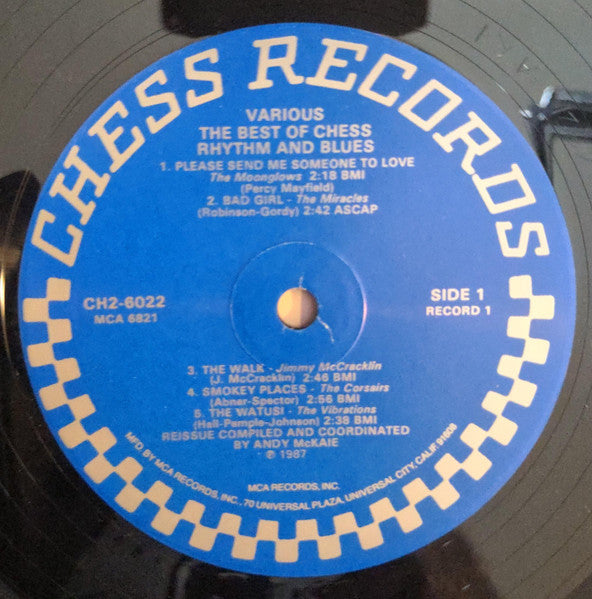 CHESS RECORDS
VARIOUS
THE BEST OF CHESS
RHYTHM AND BLUES
1. PLEASE SEND ME SOMEONE TO LOVE
The Moonglows 2:18 BMI
(Percy Mayfield)
2. BAD GIRL - The Miracles
(Robinson-Gordy) 2:42 ASCAP
CH2-6022
MCA 6821
SIDE 1
RECORD 1
3. THE WALK - Jimmy McCracklin
(J. McCracklin) 2:46 BMI
4. SMOKEY PLACES - The Corsairs
(Abner-Spector) 2:56 BMI
5. THE WATUSI - The Vibrations
(Hall-Temple-Johnson) 2:38 BMI
REISSUE COMPILED AND COORDINATED
BY ANDY McKAIE
℗ 1987
MCA RECORDS, INC.
MFD BY MCA RECORDS, INC., 70 UNIVERSAL PLAZA, UNIVERSAL CITY, CALIF. 91608